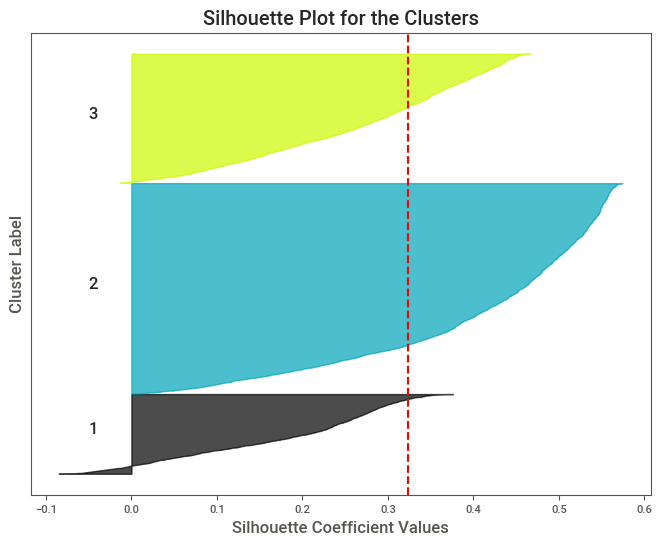 Silhouette Plot for the Clusters
3
2
1
Cluster Label
−0.1 0.0 0.1 0.2 0.3 0.4 0.5 0.6
Silhouette Coefficient Values